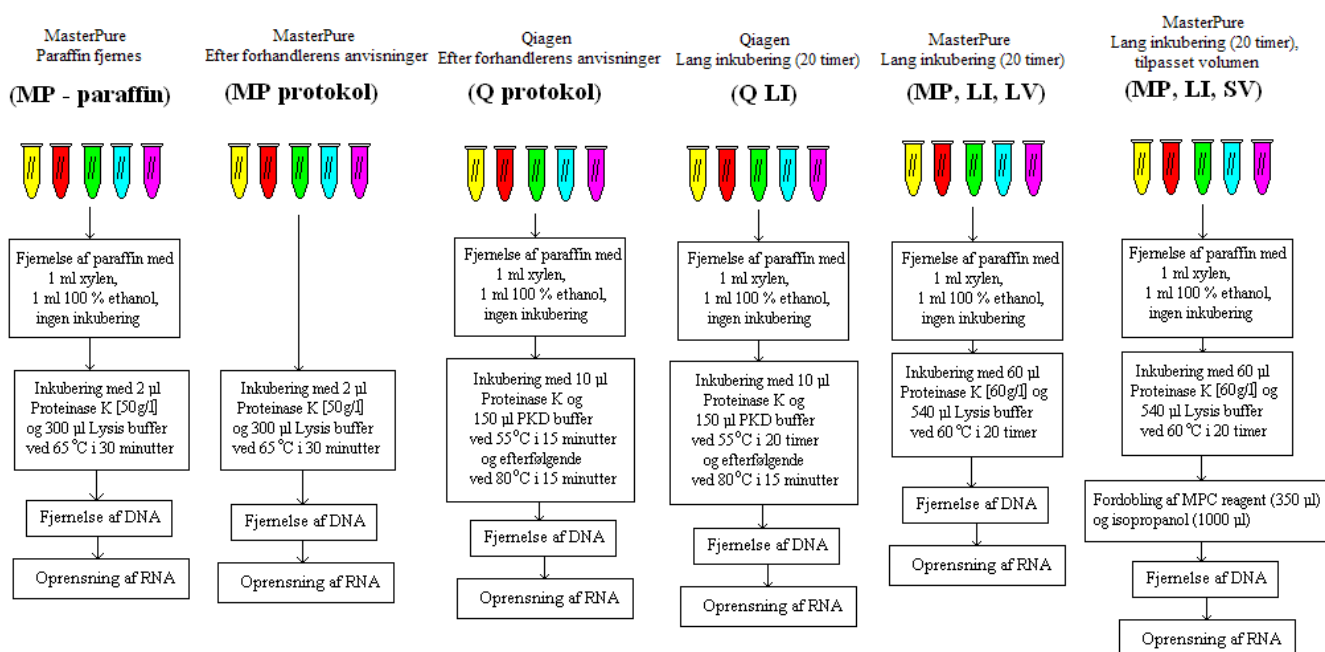 MasterPure
Paraffin fjernes
(MP - paraffin)
Fjernelse af paraffin med
1 ml xylen,
1 ml 100 % ethanol,
ingen inkubering
Inkubering med 2 µl
Proteinase K [50g/l]
og 300 µl Lysis buffer
ved 65°C i 30 minutter
Fjernelse af DNA
Oprensning af RNA
MasterPure
Efter forhandlerens anvisninger
(MP protokol)
Inkubering med 2 µl
Proteinase K [50g/l]
og 300 µl Lysis buffer
ved 65°C i 30 minutter
Fjernelse af DNA
Oprensning af RNA
Qiagen
Efter forhandlerens anvisninger
(Q protokol)
Fjernelse af paraffin med
1 ml xylen,
1 ml 100 % ethanol,
ingen inkubering
Inkubering med 10 µl
Proteinase K og
150 µl PKD buffer
ved 55°C i 15 minutter
og efterfølgende
ved 80°C i 15 minutter
Fjernelse af DNA
Oprensning af RNA
Qiagen
Lang inkubering (20 timer)
(Q LI)
Fjernelse af paraffin med
1 ml xylen,
1 ml 100 % ethanol,
ingen inkubering
Inkubering med 10 µl
Proteinase K og
150 µl PKD buffer
ved 55°C i 20 timer
og efterfølgende
ved 80°C i 15 minutter
Fjernelse af DNA
Oprensning af RNA
MasterPure
Lang inkubering (20 timer)
(MP, LI, LV)
Fjernelse af paraffin med
1 ml xylen,
1 ml 100 % ethanol,
ingen inkubering
Inkubering med 60 µl
Proteinase K [60g/l] og
540 µl Lysis buffer
ved 60°C i 20 timer
Fjernelse af DNA
Oprensning af RNA
MasterPure
Lang inkubering (20 timer),
tilpasset volumen
(MP, LI, SV)
Fjernelse af paraffin med
1 ml xylen,
1 ml 100 % ethanol,
ingen inkubering
Inkubering med 60 µl
Proteinase K [60g/l] og
540 µl Lysis buffer
ved 60°C i 20 timer
Fordobling af MPC reagent (350 µl)
og isopropanol (1000 µl)
Fjernelse af DNA
Oprensning af RNA